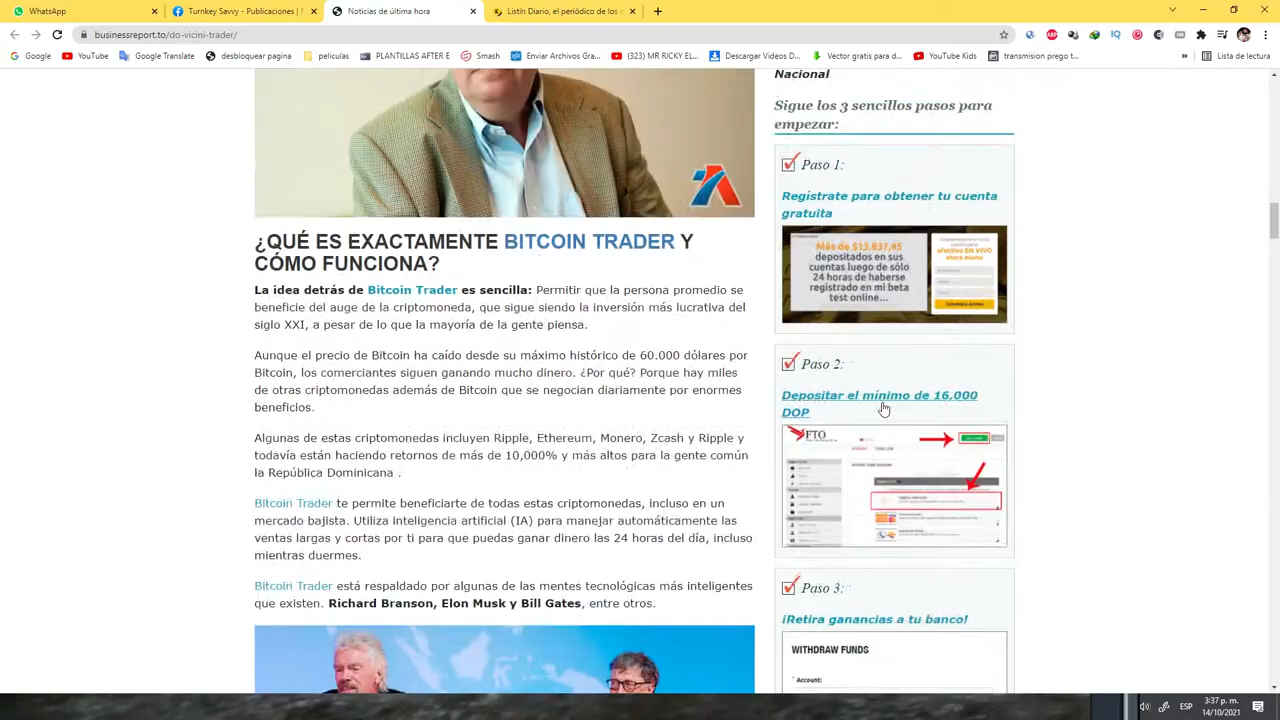 WhatsApp
Turnkey Savvy - Publicaciones | F
Noticias de última hora
Listín Diario, el periódico de los e
businessreport.to/do-vicini-trader/
Google
YouTube
Google Translate
desbloquear pagina
peliculas
PLANTILLAS AFTER E
Smash
Enviar Archivos Gra...
(323) MR RICKY EL...
Descargar Videos D...
Vector gratis para d...
YouTube Kids
transmision prego t...
»
Lista de lectura
¿QUÉ ES EXACTAMENTE BITCOIN TRADER Y
CÓMO FUNCIONA?
La idea detrás de Bitcoin Trader es sencilla: Permitir que la persona promedio se
beneficie del auge de la criptomoneda, que sigue siendo la inversión más lucrativa del
siglo XXI, a pesar de lo que la mayoría de la gente piensa.
Aunque el precio de Bitcoin ha caído desde su máximo histórico de 60.000 dólares por
Bitcoin, los comerciantes siguen ganando mucho dinero. ¿Por qué? Porque hay miles
de otras criptomonedas además de Bitcoin que se negocian diariamente por enormes
beneficios.
Algunas de estas criptomonedas incluyen Ripple, Ethereum, Monero, Zcash y Ripple y
todavía están haciendo retornos de más de 10,000% y más altos para la gente común
la República Dominicana .
Bitcoin Trader te permite beneficiarte de todas estas criptomonedas, incluso en un
mercado bajista. Utiliza inteligencia artificial (IA) para manejar automáticamente las
ventas largas y cortas por ti para que puedas ganar dinero las 24 horas del día, incluso
mientras duermes.
Bitcoin Trader está respaldado por algunas de las mentes tecnológicas más inteligentes
que existen. Richard Branson, Elon Musk y Bill Gates, entre otros.
Nacional
Sigue los 3 sencillos pasos para
empezar:
Paso 1:
Regístrate para obtener tu cuenta
gratuita
Más de $13.837,45
depositados en sus
cuentas luego de sólo
24 horas de haberse
registrado en mi beta
test online...
efectivo EN VIVO
ahora mismo
Paso 2:
Depositar el mínimo de 16,000
DOP
FTO
Paso 3:
¡Retira ganancias a tu banco!
WITHDRAW FUNDS
* Account:
ESP
3:37 p. m.
14/10/2021